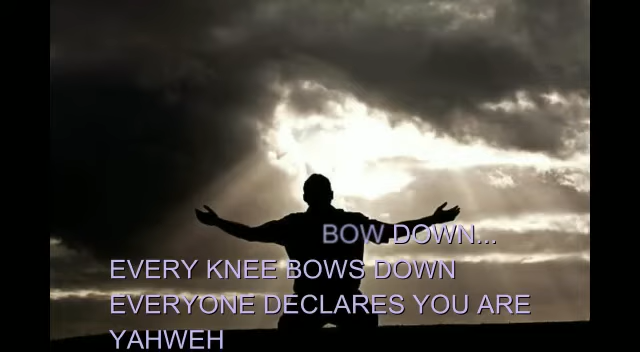 BOW DOWN...
EVERY KNEE BOWS DOWN
EVERYONE DECLARES YOU ARE
YAHWEH